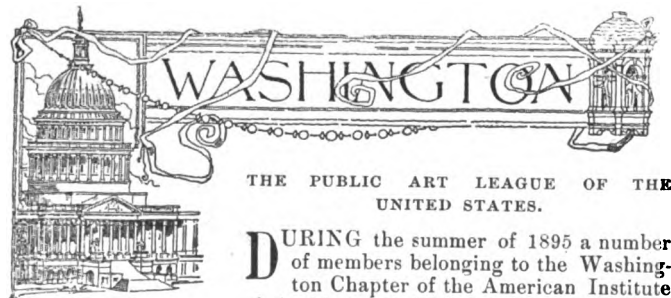 WASHINGTON
THE PUBLIC ART LEAGUE OF THE
UNITED STATES.
DURING the summer of 1895 a number
of members belonging to the Washing-
ton Chapter of the American Institute